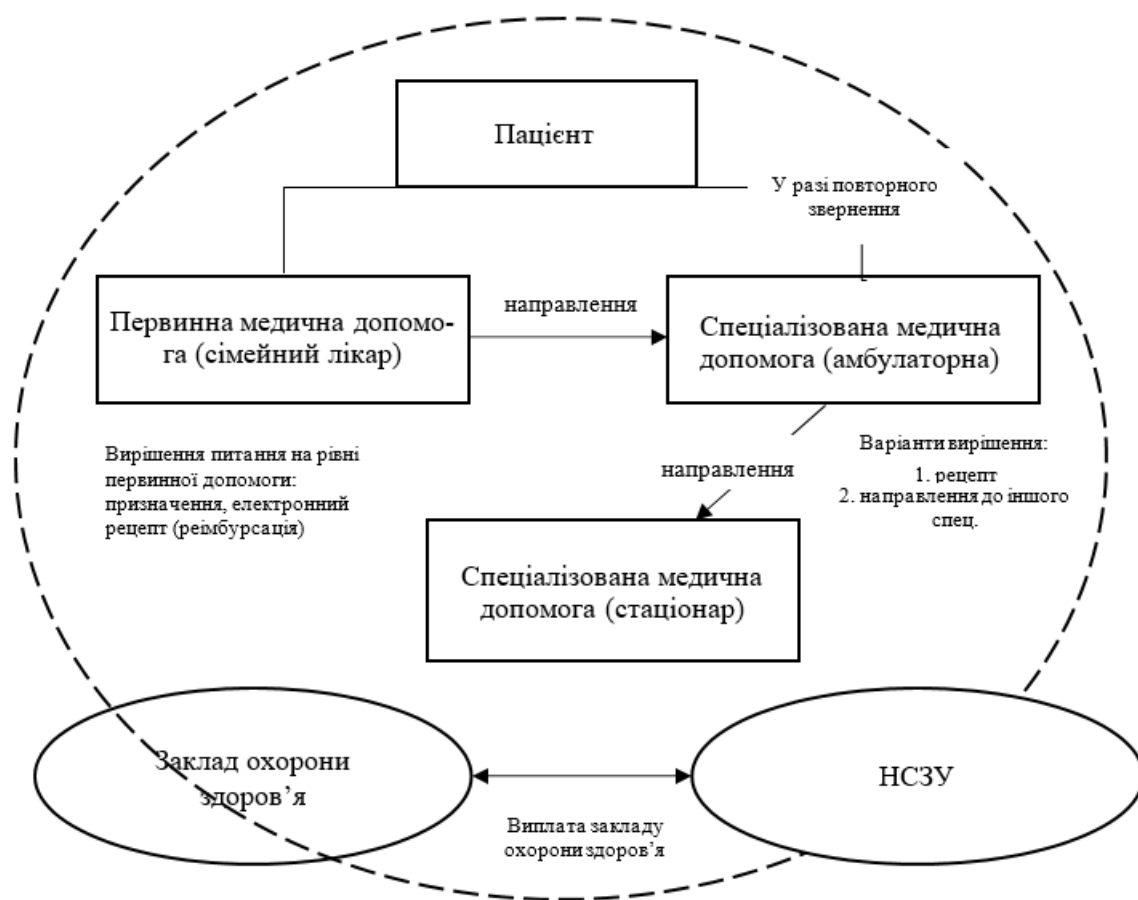 Пацієнт
У разі повторного
звернення
Первинна медична допомо-
га (сімейний лікар)
направлення
Спеціалізована медична
допомога (амбулаторна)
Вирішення питання на рівні
первинної допомоги:
призначення, електронний
рецепт (реімбурсація)
направлення
Варіанти вирішення:
1. рецепт
2. направлення до іншого
спец.
Спеціалізована медична
допомога (стаціонар)
Заклад охорони
здоров’я
НСЗУ
Виплата закладу
охорони здоров’я